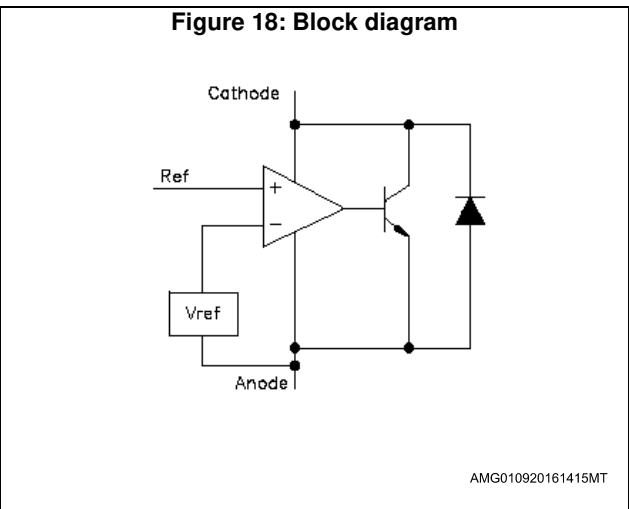 Figure 18: Block diagram
Cathode
Ref
+
−
Vref
Anode
AMG010920161415MT